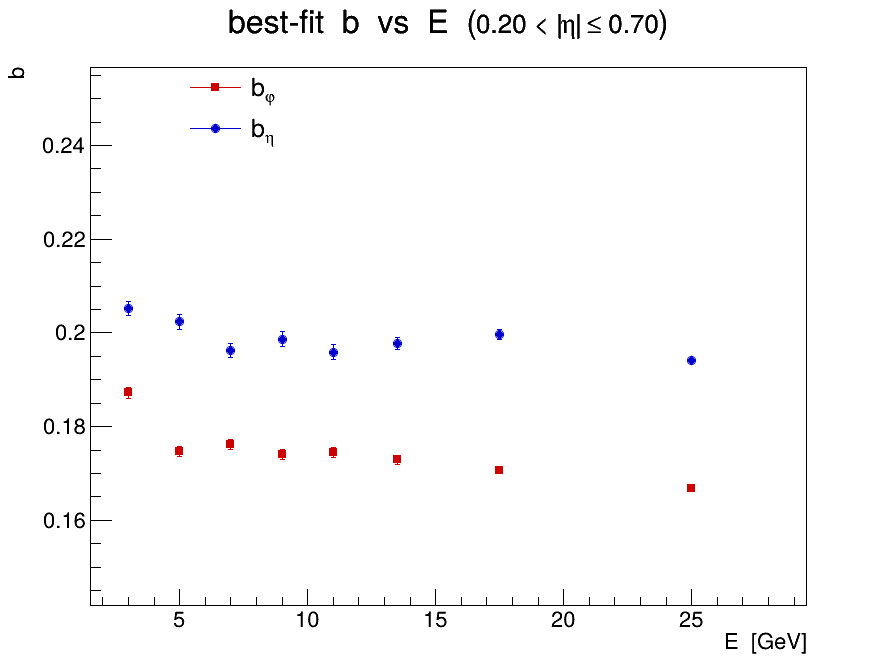 best-fit b vs E (0.20 < |η| ≤ 0.70)
b
b_φ
b_η
0.24
0.22
0.2
0.18
0.16
5 10 15 20 25
E [GeV]